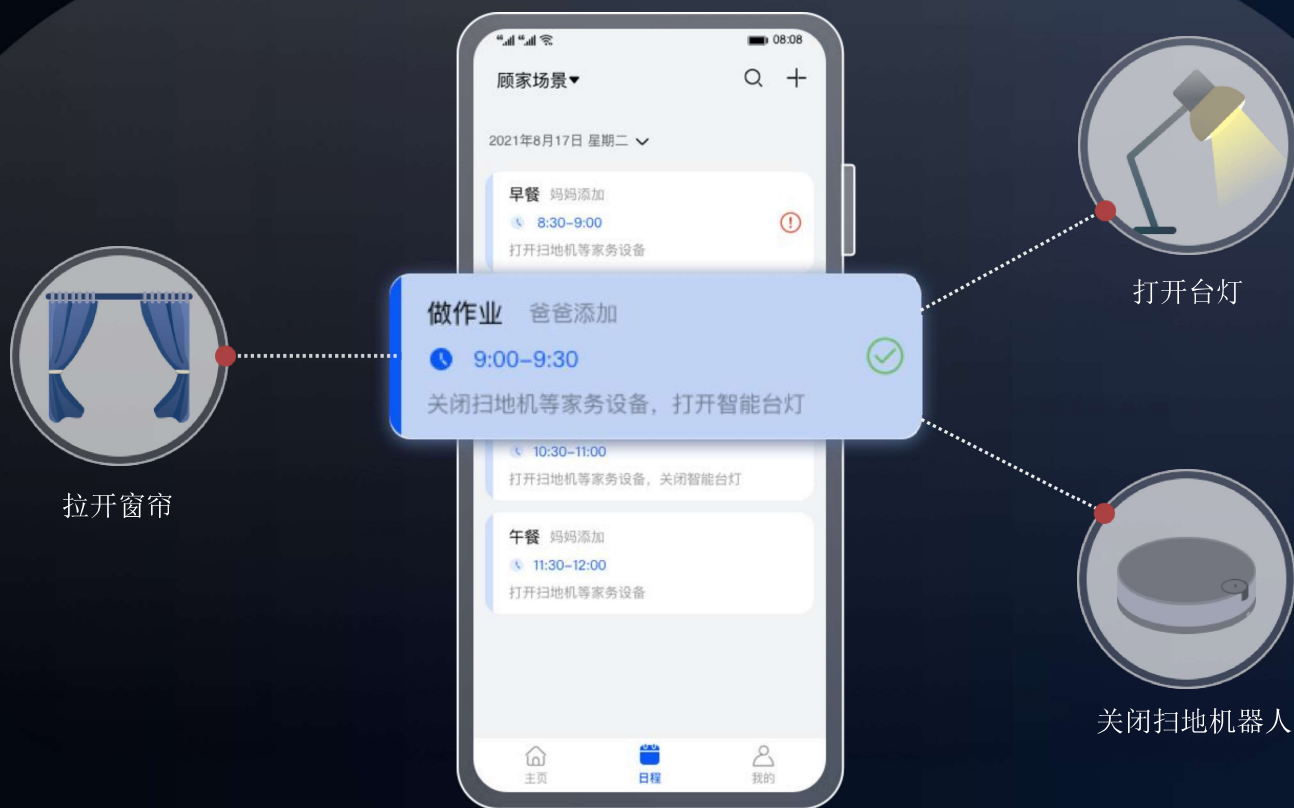 08:08
顾家场景
2021年8月17日 星期二
早餐 妈妈添加
8:30-9:00
打开扫地机等家务设备
做作业 爸爸添加
9:00-9:30
关闭扫地机等家务设备，打开智能台灯
10:30-11:00
打开扫地机等家务设备，关闭智能台灯
午餐 妈妈添加
11:30-12:00
打开扫地机等家务设备
主页
日程
我的
拉开窗帘
打开台灯
关闭扫地机器人